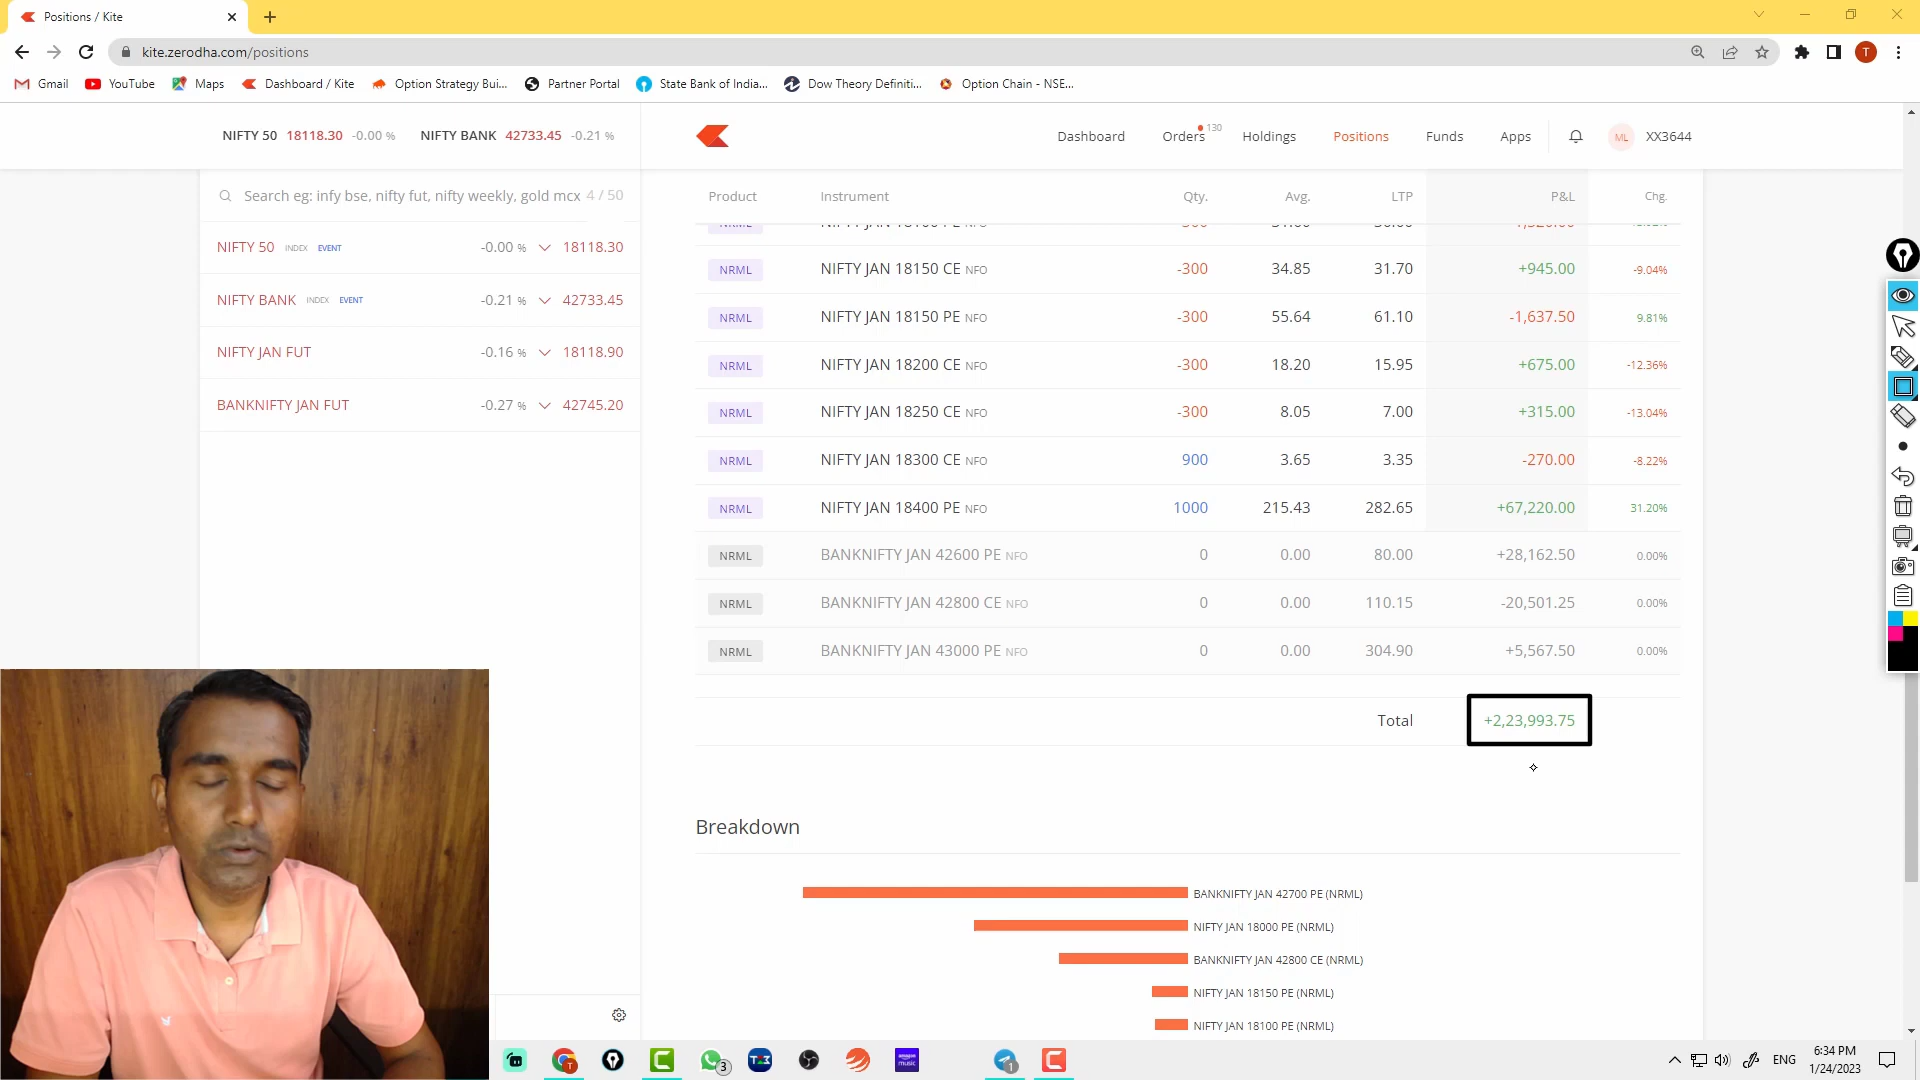 Positions / Kite
kite.zerodha.com/positions
Gmail YouTube Maps Dashboard / Kite Option Strategy Bui... Partner Portal State Bank of India... Dow Theory Definiti... Option Chain - NSE...
T
NIFTY 50 18118.30 -0.00 % NIFTY BANK 42733.45 -0.21 %
Dashboard Orders 130 Holdings Positions Funds Apps ML XX3644
Search eg: infy bse, nifty fut, nifty weekly, gold mcx 4 / 50
NIFTY 50 INDEX EVENT -0.00 % 18118.30
NIFTY BANK INDEX EVENT -0.21 % 42733.45
NIFTY JAN FUT -0.16 % 18118.90
BANKNIFTY JAN FUT -0.27 % 42745.20
Product Instrument Qty. Avg. LTP P&L Chg.
NRML NIFTY JAN 18150 CE NFO -300 34.85 31.70 +945.00 -9.04%
NRML NIFTY JAN 18150 PE NFO -300 55.64 61.10 -1,637.50 9.81%
NRML NIFTY JAN 18200 CE NFO -300 18.20 15.95 +675.00 -12.36%
NRML NIFTY JAN 18250 CE NFO -300 8.05 7.00 +315.00 -13.04%
NRML NIFTY JAN 18300 CE NFO 900 3.65 3.35 -270.00 -8.22%
NRML NIFTY JAN 18400 PE NFO 1000 215.43 282.65 +67,220.00 31.20%
NRML BANKNIFTY JAN 42600 PE NFO 0 0.00 80.00 +28,162.50 0.00%
NRML BANKNIFTY JAN 42800 CE NFO 0 0.00 110.15 -20,501.25 0.00%
NRML BANKNIFTY JAN 43000 PE NFO 0 0.00 304.90 +5,567.50 0.00%
Total +2,23,993.75
Breakdown
BANKNIFTY JAN 42700 PE (NRML)
NIFTY JAN 18000 PE (NRML)
BANKNIFTY JAN 42800 CE (NRML)
NIFTY JAN 18150 PE (NRML)
NIFTY JAN 18100 PE (NRML)
ENG
6:34 PM
1/24/2023